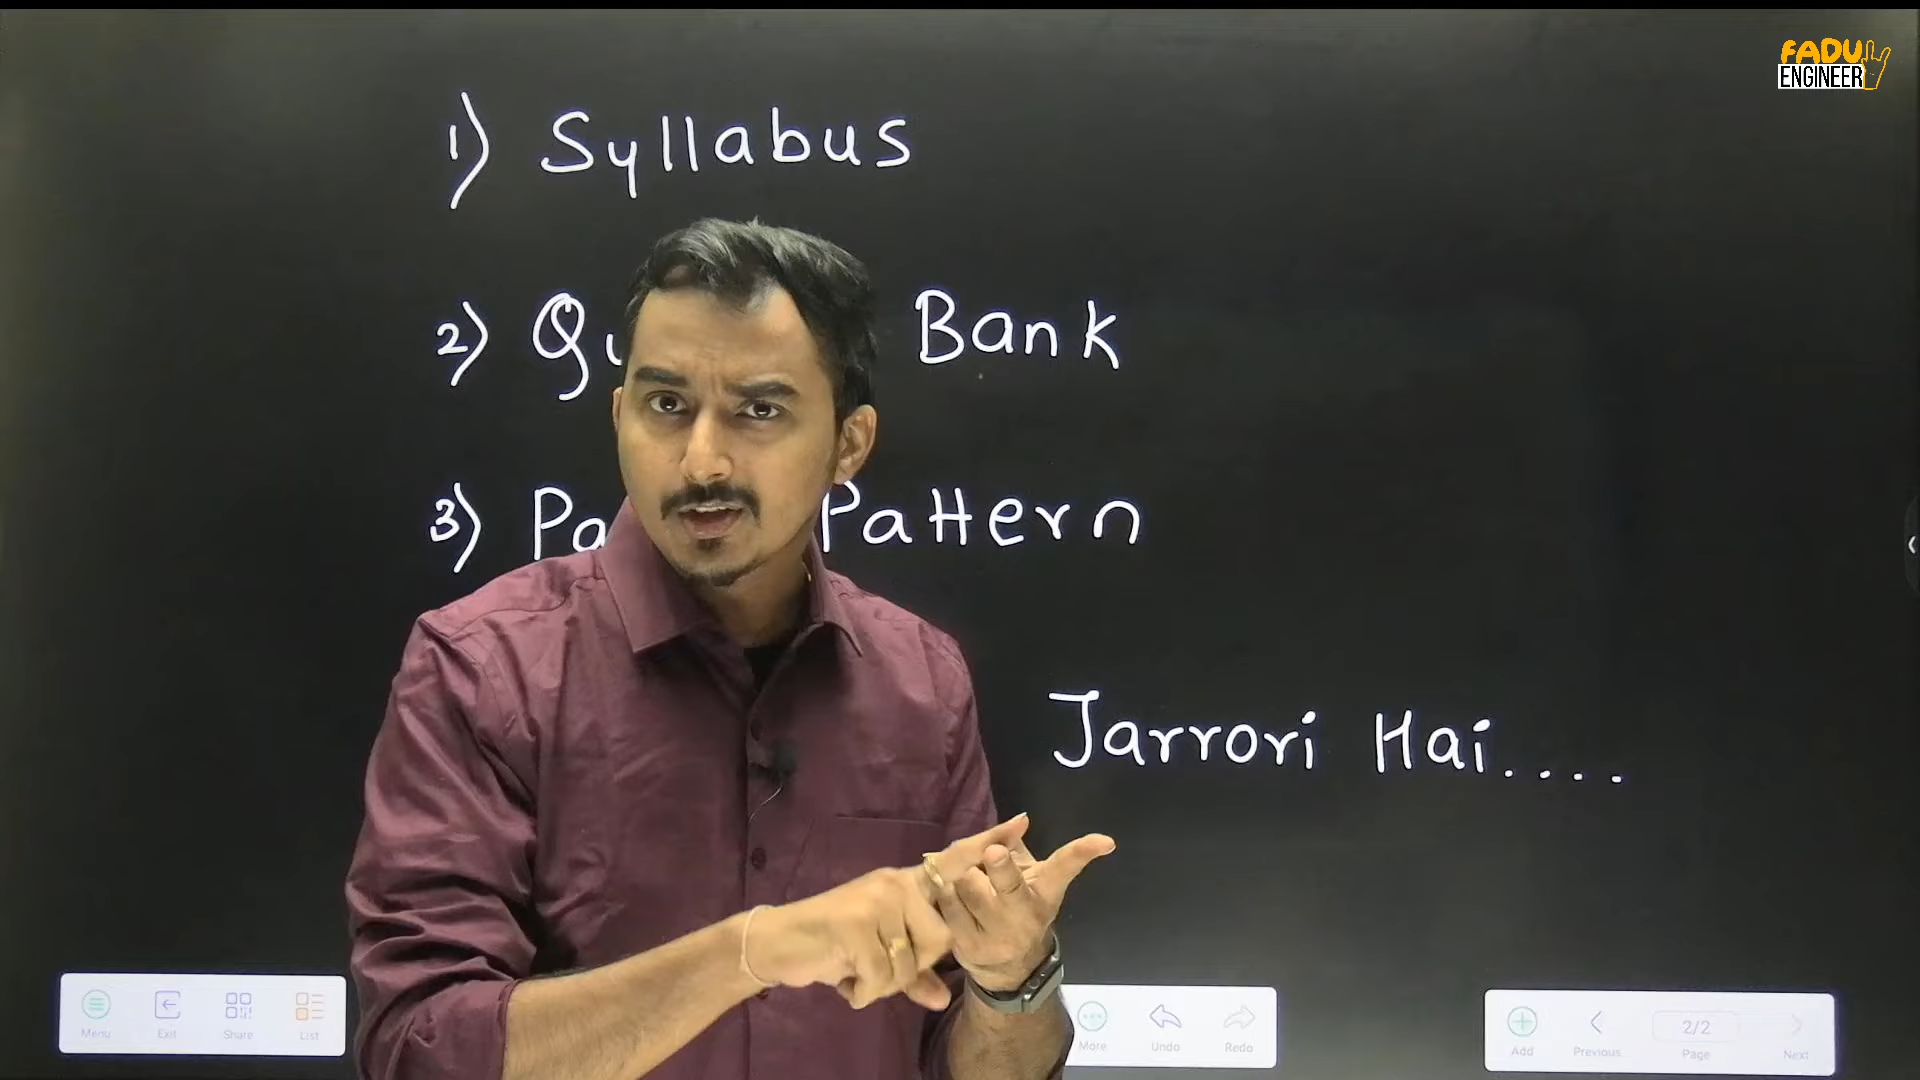 FADU
ENGINEER
1) Syllabus
2) Qu Bank
3) Pa Pattern
Jarrori Hai....
Menu Exit Share List
More Undo Redo
Add Previous 2/2 Page Next